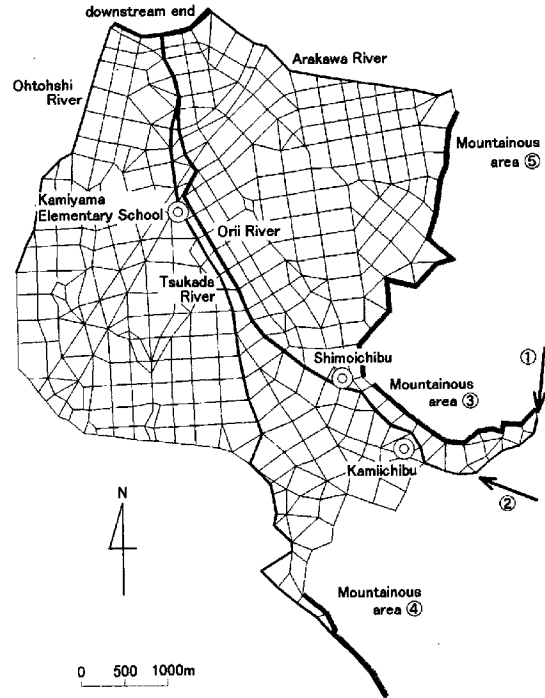 downstream end
Arakawa River
Ohtohshi
River
Mountainous
area ⑤
Kamiyama
Elementary School
Orii River
Tsukada
River
Shimoichibu
①
Mountainous
area ③
Kamiichibu
②
N
Mountainous
area ④
0 500 1000m